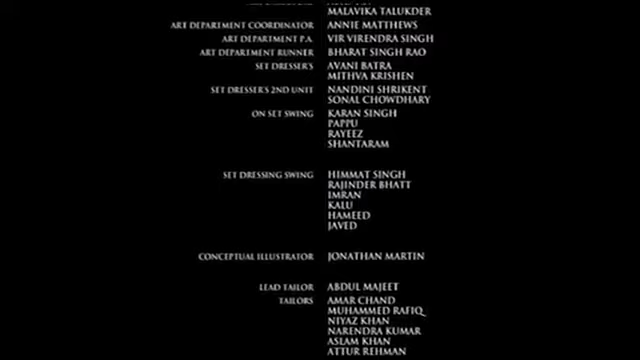 MALAVIKA TALUKDER
ART DEPARTMENT COORDINATOR ANNIE MATTHEWS
ART DEPARTMENT P.A. VIR VIRENDRA SINGH
ART DEPARTMENT RUNNER BHARAT SINGH RAO
SET DRESSER'S AVANI BATRA
MITHVA KRISHEN
SET DRESSER'S 2ND UNIT NANDINI SHRIKENT
SONAL CHOWDHARY
ON SET SWING KARAN SINGH
PAPPU
RAYEEZ
SHANTARAM
SET DRESSING SWING HIMMAT SINGH
RAJINDER BHATT
IMRAN
KALU
HAMEED
JAVED
CONCEPTUAL ILLUSTRATOR JONATHAN MARTIN
LEAD TAILOR ABDUL MAJEET
TAILORS AMAR CHAND
MUHAMMED RAFIQ
NIYAZ KHAN
NARENDRA KUMAR
ASLAM KHAN
ATTUR REHMAN